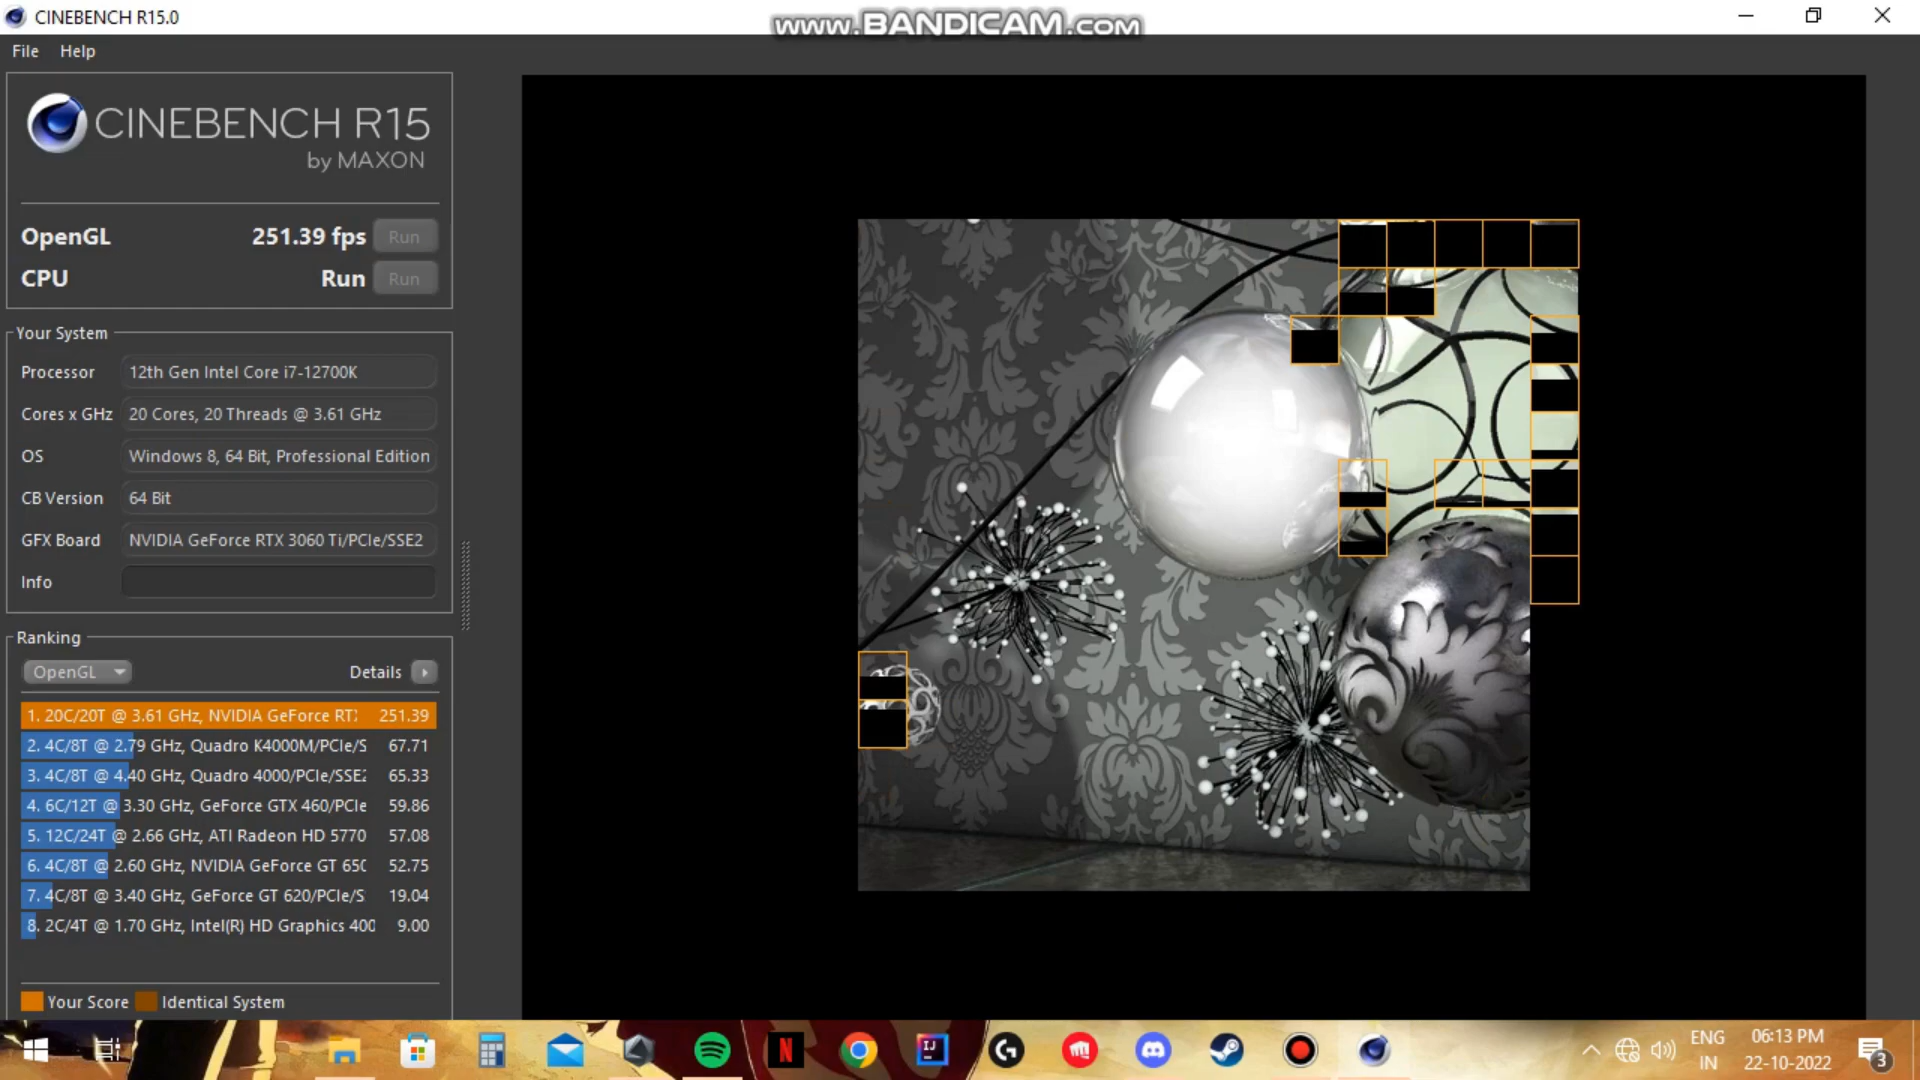 CINEBENCH R15.0
www.BANDICAM.com
File Help
CINEBENCH R15
by MAXON
OpenGL 251.39 fps Run
CPU Run Run
Your System
Processor 12th Gen Intel Core i7-12700K
Cores x GHz 20 Cores, 20 Threads @ 3.61 GHz
OS Windows 8, 64 Bit, Professional Edition
CB Version 64 Bit
GFX Board NVIDIA GeForce RTX 3060 Ti/PCIe/SSE2
Info
Ranking
OpenGL Details
1. 20C/20T @ 3.61 GHz, NVIDIA GeForce RT 251.39
2. 4C/8T @ 2.79 GHz, Quadro K4000M/PCIe/S 67.71
3. 4C/8T @ 4.40 GHz, Quadro 4000/PCIe/SSE2 65.33
4. 6C/12T @ 3.30 GHz, GeForce GTX 460/PCIe 59.86
5. 12C/24T @ 2.66 GHz, ATI Radeon HD 5770 57.08
6. 4C/8T @ 2.60 GHz, NVIDIA GeForce GT 650 52.75
7. 4C/8T @ 3.40 GHz, GeForce GT 620/PCIe/S 19.04
8. 2C/4T @ 1.70 GHz, Intel(R) HD Graphics 400 9.00
Your Score Identical System
N
IJ
ENG 06:13 PM
IN 22-10-2022
3